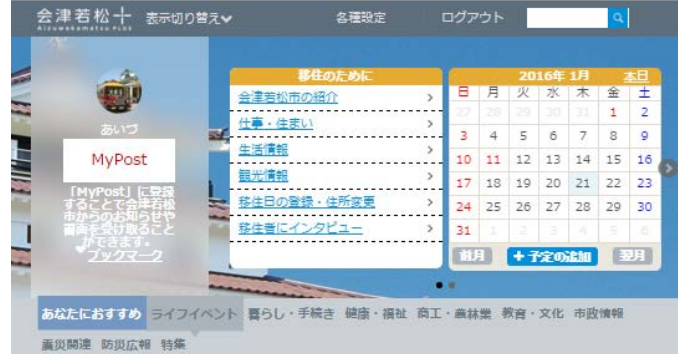 会津若松＋ 表示切り替え 各種設定 ログアウト
Aizuwakamatsu PLUS
あいづ
MyPost
「MyPost」に登録
することで会津若松
市からのお知らせや
書面を受け取ること
ができます。
ブックマーク
移住のために
会津若松市の紹介
仕事・住まい
生活情報
観光情報
移住日の登録・住所変更
移住者にインタビュー
2016年 1月 本日
日 月 火 水 木 金 土
27 28 29 30 31 1 2
3 4 5 6 7 8 9
10 11 12 13 14 15 16
17 18 19 20 21 22 23
24 25 26 27 28 29 30
31 1 2 3 4 5 6
前月 ＋予定の追加 翌月
あなたにおすすめ ライフイベント 暮らし・手続き 健康・福祉 商工・農林業 教育・文化 市政情報
震災関連 防災広報 特集